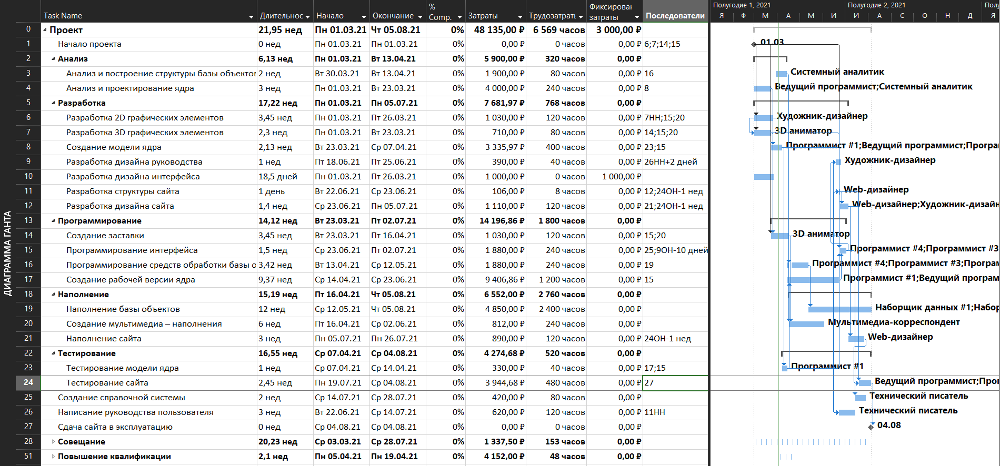 ДИАГРАММА ГАНТА
Task Name Длительнос Начало Окончание % Comp. Затраты Трудозатраты Фиксирован затраты Последователи
0 Проект 21,95 нед Пн 01.03.21 Чт 05.08.21 0% 48 135,00 ₽ 6 569 часов 3 000,00 ₽
1 Начало проекта 0 нед Пн 01.03.21 Пн 01.03.21 0% 0,00 ₽ 0 часов 0,00 ₽ 6;7;14;15
2 Анализ 6,13 нед Пн 01.03.21 Вт 13.04.21 0% 5 900,00 ₽ 320 часов 0,00 ₽
3 Анализ и построение структуры базы объектов 2 нед Вт 30.03.21 Вт 13.04.21 0% 1 900,00 ₽ 80 часов 0,00 ₽ 16
4 Анализ и проектирование ядра 3 нед Пн 01.03.21 Вт 23.03.21 0% 4 000,00 ₽ 240 часов 0,00 ₽ 8
5 Разработка 17,22 нед Пн 01.03.21 Пн 05.07.21 0% 7 681,97 ₽ 768 часов 0,00 ₽
6 Разработка 2D графических элементов 3,45 нед Пн 01.03.21 Пт 26.03.21 0% 1 030,00 ₽ 120 часов 0,00 ₽ 7НН;15;20
7 Разработка 3D графических элементов 2,3 нед Пн 01.03.21 Вт 23.03.21 0% 710,00 ₽ 80 часов 0,00 ₽ 14;15;20
8 Создание модели ядра 2,13 нед Вт 23.03.21 Ср 07.04.21 0% 3 335,97 ₽ 400 часов 0,00 ₽ 23;15
9 Разработка дизайна руководства 1 нед Пт 18.06.21 Пт 25.06.21 0% 390,00 ₽ 40 часов 0,00 ₽ 26НН+2 дней
10 Разработка дизайна интерфейса 18,5 дней Пн 01.03.21 Пт 26.03.21 0% 1 000,00 ₽ 0 часов 1 000,00 ₽
11 Разработка структуры сайта 1 день Вт 22.06.21 Ср 23.06.21 0% 106,00 ₽ 8 часов 0,00 ₽ 12;24ОН-1 нед
12 Разработка дизайна сайта 1,4 нед Ср 23.06.21 Пн 05.07.21 0% 1 110,00 ₽ 120 часов 0,00 ₽ 21;24ОН-1 нед
13 Программирование 14,12 нед Вт 23.03.21 Пт 02.07.21 0% 14 196,86 ₽ 1 800 часов 0,00 ₽
14 Создание заставки 3,45 нед Вт 23.03.21 Пт 16.04.21 0% 1 030,00 ₽ 120 часов 0,00 ₽ 15;20
15 Программирование интерфейса 1,5 нед Ср 23.06.21 Пт 02.07.21 0% 1 880,00 ₽ 240 часов 0,00 ₽ 25;9ОН-10 дней
16 Программирование средств обработки базы о 3,42 нед Вт 13.04.21 Ср 12.05.21 0% 1 880,00 ₽ 240 часов 0,00 ₽ 19
17 Создание рабочей версии ядра 9,37 нед Ср 14.04.21 Ср 23.06.21 0% 9 406,86 ₽ 1 200 часов 0,00 ₽ 15
18 Наполнение 15,19 нед Пт 16.04.21 Чт 05.08.21 0% 6 552,00 ₽ 2 760 часов 0,00 ₽
19 Наполнение базы объектов 12 нед Ср 12.05.21 Чт 05.08.21 0% 4 850,00 ₽ 2 400 часов 0,00 ₽
20 Создание мультимедиа – наполнения 6 нед Пт 16.04.21 Ср 02.06.21 0% 812,00 ₽ 240 часов 0,00 ₽
21 Наполнение сайта 3 нед Пн 05.07.21 Пн 26.07.21 0% 890,00 ₽ 120 часов 0,00 ₽ 24ОН-1 нед
22 Тестирование 16,55 нед Ср 07.04.21 Ср 04.08.21 0% 4 274,68 ₽ 520 часов 0,00 ₽
23 Тестирование модели ядра 1 нед Ср 07.04.21 Ср 14.04.21 0% 330,00 ₽ 40 часов 0,00 ₽ 17;15
24 Тестирование сайта 2,45 нед Пн 19.07.21 Ср 04.08.21 0% 3 944,68 ₽ 480 часов 0,00 ₽ 27
25 Создание справочной системы 2 нед Ср 14.07.21 Ср 28.07.21 0% 420,00 ₽ 80 часов 0,00 ₽
26 Написание руководства пользователя 3 нед Вт 22.06.21 Ср 14.07.21 0% 620,00 ₽ 120 часов 0,00 ₽ 11НН
27 Сдача сайта в эксплуатацию 0 нед Ср 04.08.21 Ср 04.08.21 0% 0,00 ₽ 0 часов 0,00 ₽
28 Совещание 20,23 нед Ср 03.03.21 Ср 28.07.21 0% 1 337,50 ₽ 153 часов 0,00 ₽
51 Повышение квалификации 2,1 нед Пн 05.04.21 Пн 19.04.21 0% 4 152,00 ₽ 48 часов 0,00 ₽
Полугодие 1, 2021 Полугодие 2, 2021 Полу
Я Ф М А М И И А С О Н Д Я
01.03
Системный аналитик
Ведущий программист;Системный аналитик
Художник-дизайнер
3D аниматор
Программист #1;Ведущий программист;Програ
Художник-дизайнер
Web-дизайнер
Web-дизайнер;Художник-дизайн
3D аниматор
Программист #4;Программист #3
Программист #4;Программист #3;Програм
Программист #1;Ведущий програм
Наборщик данных #1;Набор
Мультимедиа-корреспондент
Web-дизайнер
Программист #1
Ведущий программист;Про
Технический писатель
Технический писатель
04.08